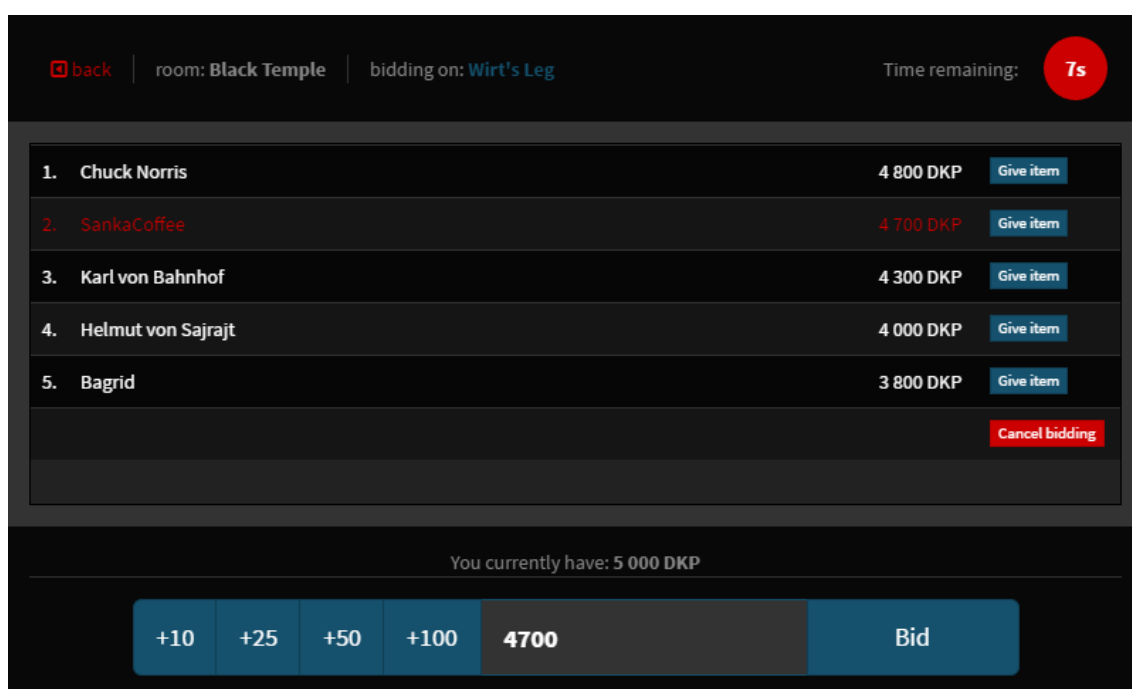 back room: Black Temple bidding on: Wirt's Leg Time remaining: 7s
1. Chuck Norris 4 800 DKP Give item
2. SankaCoffee 4 700 DKP Give item
3. Karl von Bahnhof 4 300 DKP Give item
4. Helmut von Sajrajt 4 000 DKP Give item
5. Bagrid 3 800 DKP Give item
Cancel bidding
You currently have: 5 000 DKP
+10 +25 +50 +100 4700 Bid